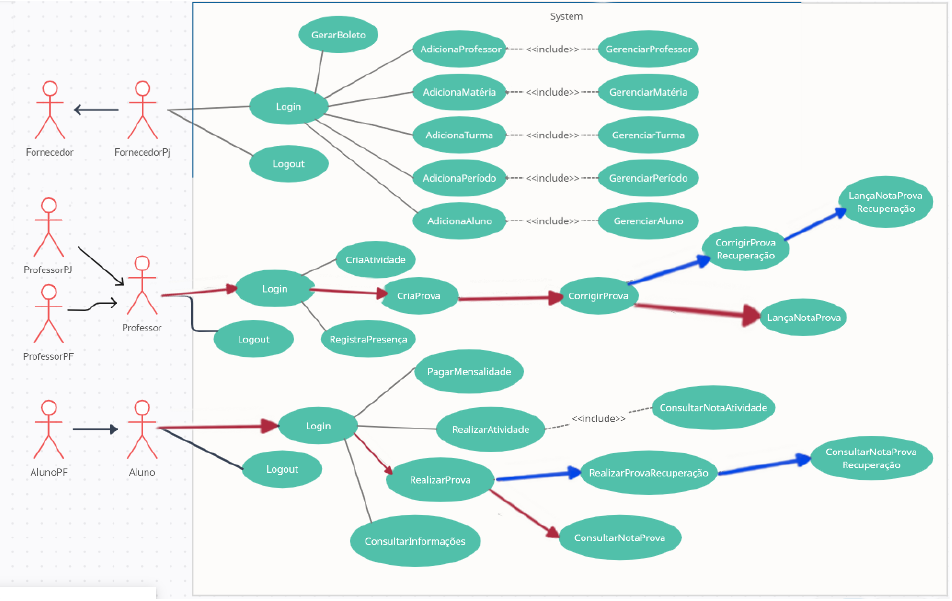 System
GerarBoleto
AdicionaProfessor
<<include>>
GerenciarProfessor
AdicionaMatéria
<<include>>
GerenciarMatéria
Login
AdicionaTurma
<<include>>
GerenciarTurma
Fornecedor
FornecedorPj
Logout
AdicionaPeríodo
<<include>>
GerenciarPeríodo
AdicionaAluno
<<include>>
GerenciarAluno
LançaNotaProva
Recuperação
CorrigirProva
Recuperação
ProfessorPJ
CriaAtividade
Login
CriaProva
CorrigirProva
LançaNotaProva
Professor
Logout
RegistraPresença
ProfessorPF
PagarMensalidade
ConsultarNotaAtividade
<<include>>
Login
RealizarAtividade
AlunoPF
Aluno
Logout
RealizarProva
RealizarProvaRecuperação
ConsultarNotaProva
Recuperação
ConsultarInformações
ConsultarNotaProva